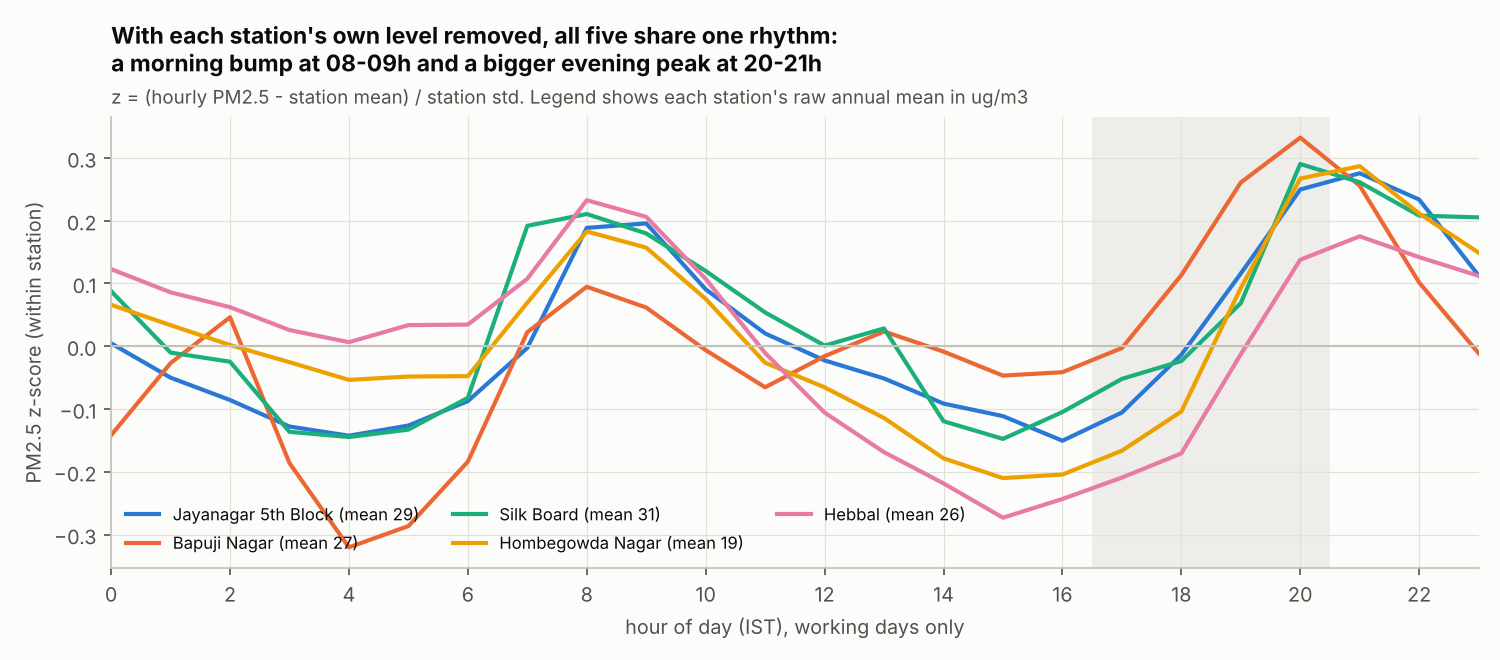 With each station's own level removed, all five share one rhythm:
a morning bump at 08-09h and a bigger evening peak at 20-21h
z = (hourly PM2.5 - station mean) / station std. Legend shows each station's raw annual mean in ug/m3
PM2.5 z-score (within station)
0.3
0.2
0.1
0.0
−0.1
−0.2
−0.3
Jayanagar 5th Block (mean 29)
Bapuji Nagar (mean 27)
Silk Board (mean 31)
Hombegowda Nagar (mean 19)
Hebbal (mean 26)
0 2 4 6 8 10 12 14 16 18 20 22
hour of day (IST), working days only